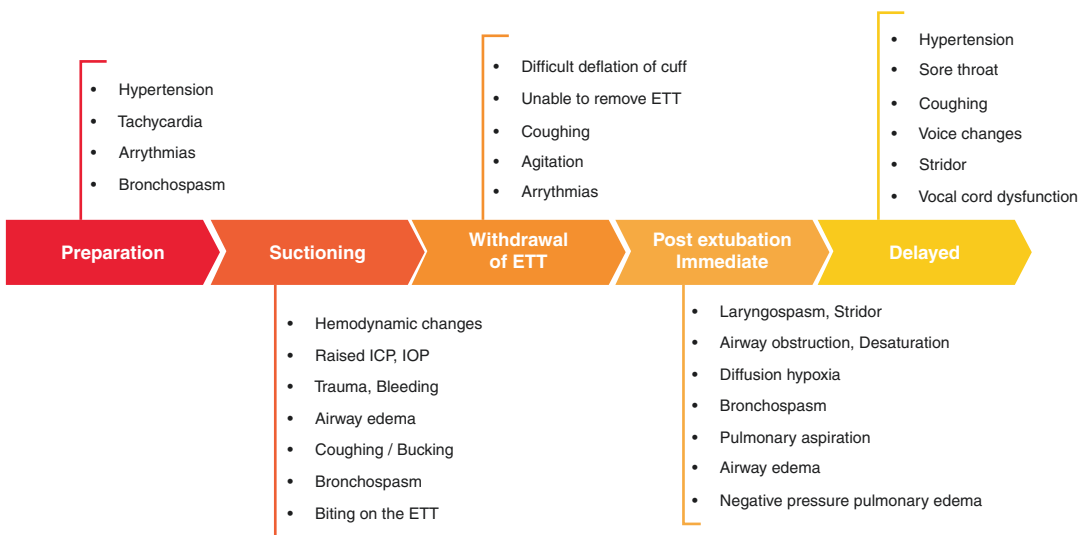 Hypertension
Tachycardia
Arrythmias
Bronchospasm
Difficult deflation of cuff
Unable to remove ETT
Coughing
Agitation
Arrythmias
Hypertension
Sore throat
Coughing
Voice changes
Stridor
Vocal cord dysfunction
Preparation
Suctioning
Withdrawal
of ETT
Post extubation
Immediate
Delayed
Hemodynamic changes
Raised ICP, IOP
Trauma, Bleeding
Airway edema
Coughing / Bucking
Bronchospasm
Biting on the ETT
Laryngospasm, Stridor
Airway obstruction, Desaturation
Diffusion hypoxia
Bronchospasm
Pulmonary aspiration
Airway edema
Negative pressure pulmonary edema